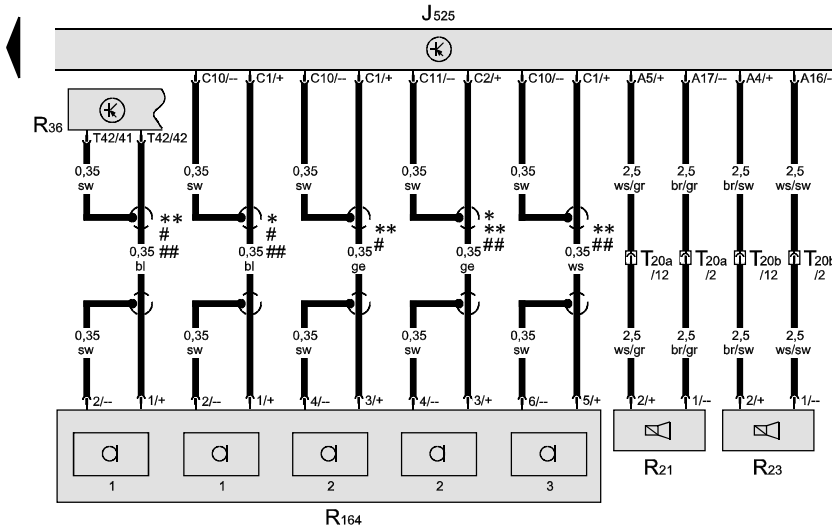 J525
C10/-- C1/+ C10/-- C1/+ C11/-- C2/+ C10/-- C1/+ A5/+ A17/-- A4/+ A16/--
R36
T42/41 T42/42
0,35 0,35 0,35 0,35 0,35 2,5 2,5 2,5 2,5
sw sw sw sw sw ws/gr br/gr br/sw ws/sw
** * ** * **
# # # ** ##
## ## ##
0,35 0,35 0,35 0,35 0,35
bl bl ge ge ws
T20a T20a T20b T20b
/12 /2 /12 /2
0,35 0,35 0,35 0,35 0,35 2,5 2,5 2,5 2,5
sw sw sw sw sw ws/gr br/gr br/sw ws/sw
2/-- 1/+ 2/-- 1/+ 4/-- 3/+ 4/-- 3/+ 6/-- 5/+ 2/+ 1/-- 2/+ 1/--
1 1 2 2 3
R21 R23
R164